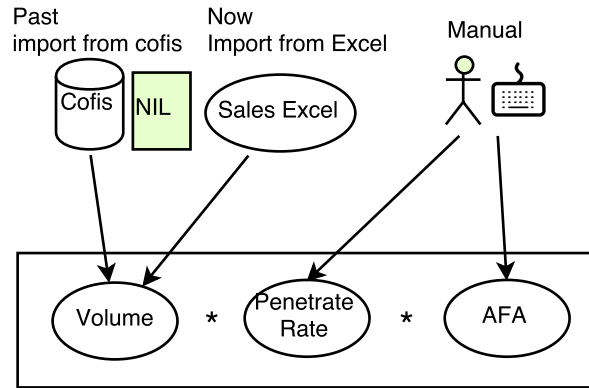 Past
import from cofis
Now
Import from Excel
Manual
Cofis
NIL
Sales Excel
Volume
*
Penetrate
Rate
*
AFA